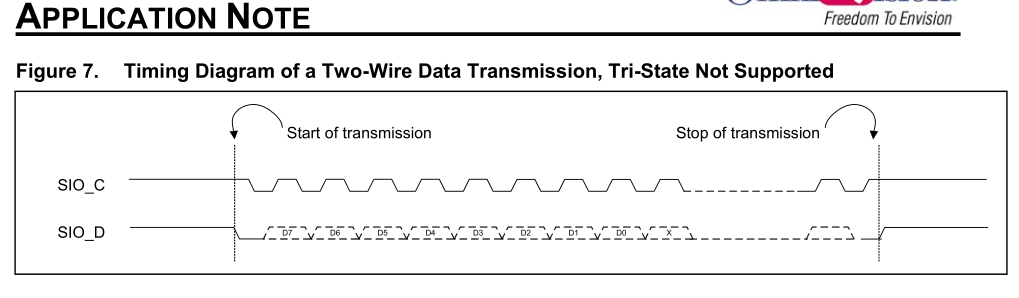 APPLICATION NOTE
Freedom To Envision
Figure 7. Timing Diagram of a Two-Wire Data Transmission, Tri-State Not Supported
Start of transmission
Stop of transmission
SIO_C
SIO_D
D7 D6 D5 D4 D3 D2 D1 D0 X